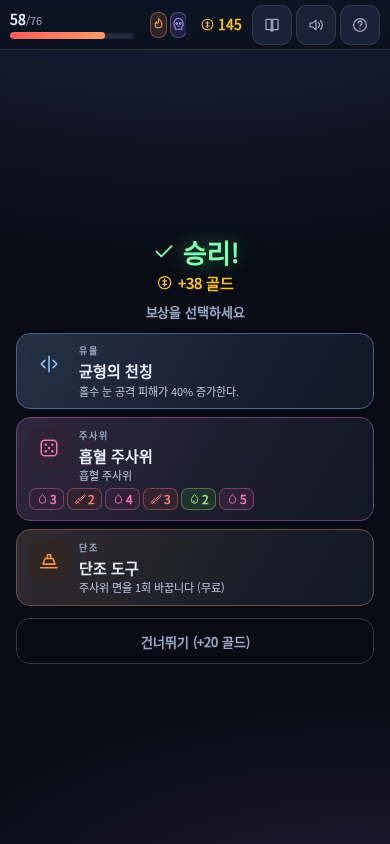 58/76
145
승리!
+38 골드
보상을 선택하세요
유물
균형의 천칭
홀수 눈 공격 피해가 40% 증가한다.
주사위
흡혈 주사위
흡혈 주사위
3 2 4 3 2 5
단조
단조 도구
주사위 면을 1회 바꿉니다 (무료)
건너뛰기 (+20 골드)